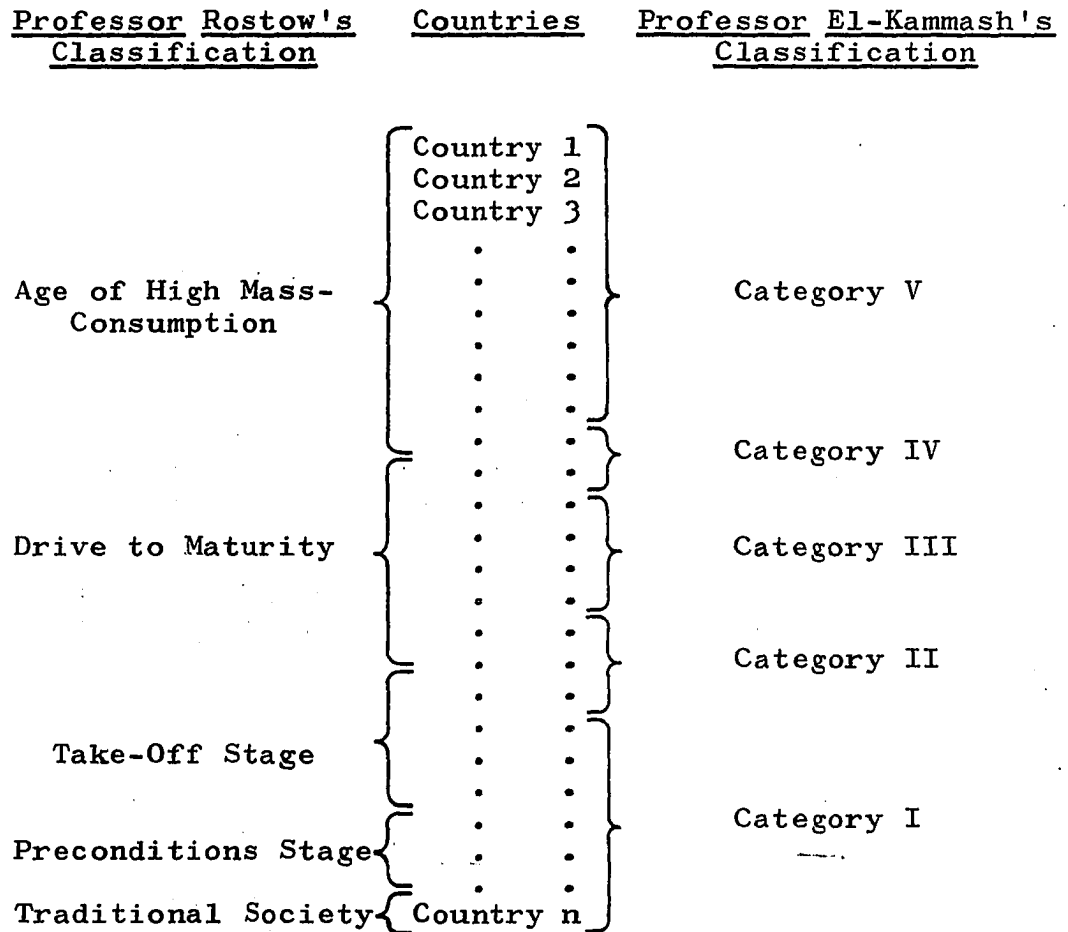 Professor Rostow's Countries Professor El-Kammash's
Classification Classification
Country 1
Country 2
Country 3
Age of High Mass-
Consumption
Category V
Category IV
Drive to Maturity
Category III
Category II
Take-Off Stage
Category I
Preconditions Stage
Traditional Society
Country n